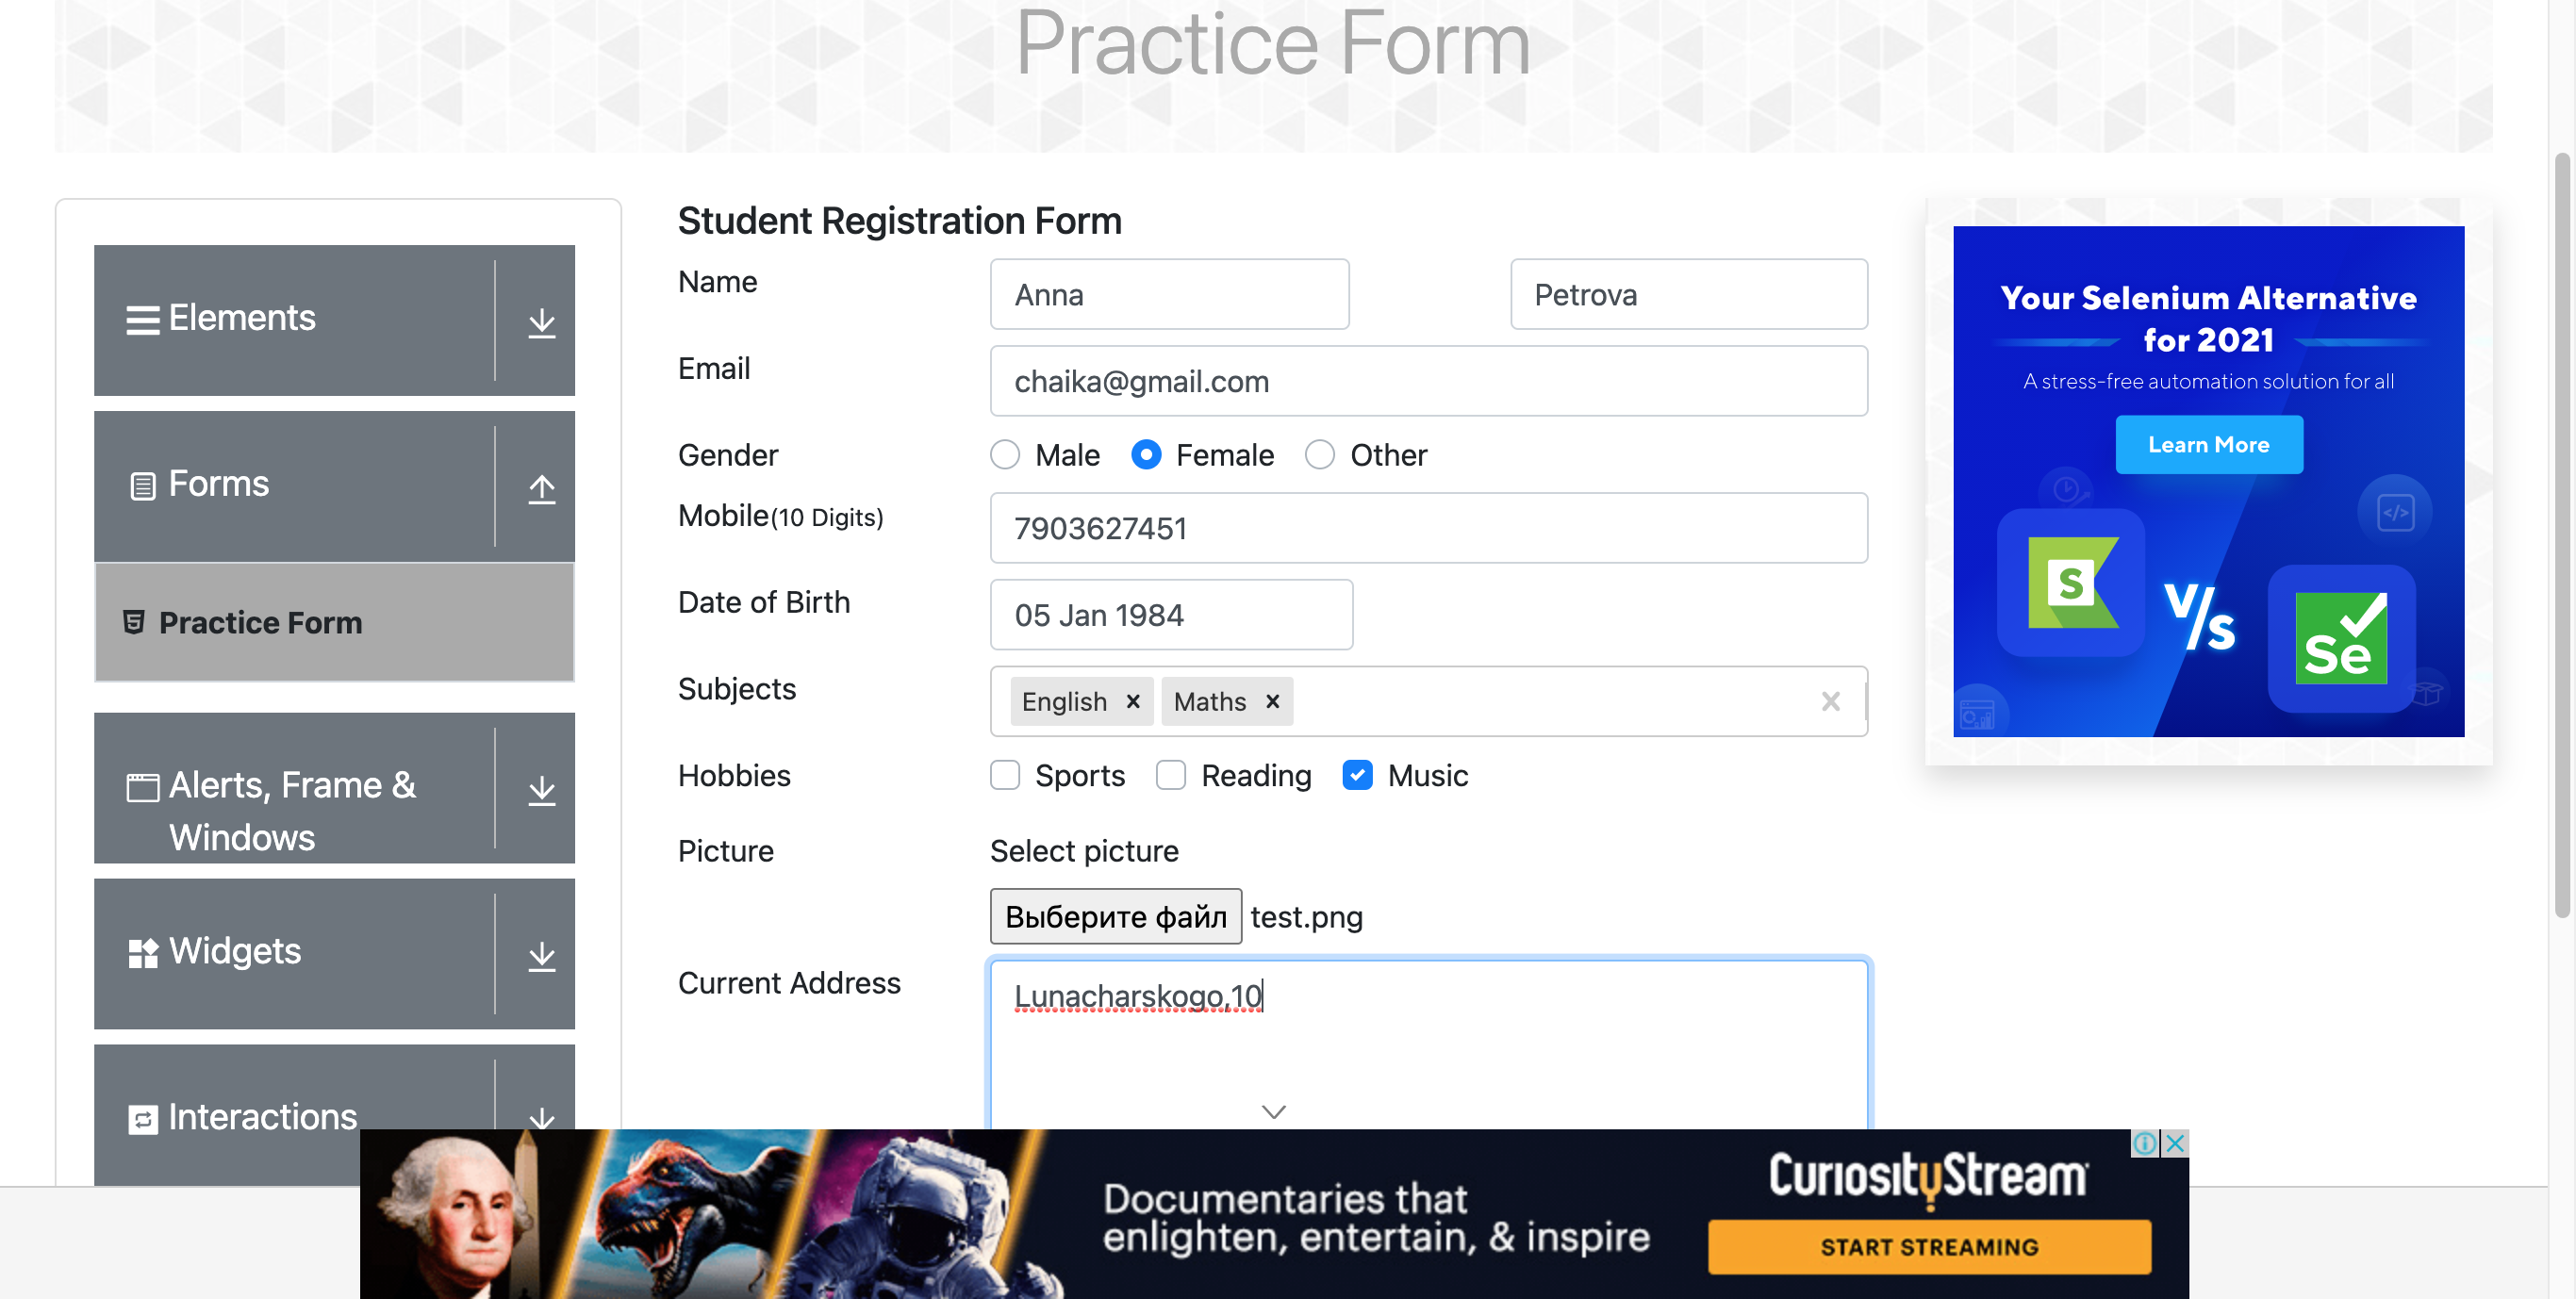 Practice Form
Elements
Forms
Practice Form
Alerts, Frame &
Windows
Widgets
Interactions
Student Registration Form
Name
Anna
Petrova
Email
chaika@gmail.com
Gender
Male
Female
Other
Mobile(10 Digits)
7903627451
Date of Birth
05 Jan 1984
Subjects
English
Maths
Hobbies
Sports
Reading
Music
Picture
Select picture
Выберите файл test.png
Current Address
Lunacharskogo,10
Your Selenium Alternative
for 2021
A stress-free automation solution for all
Learn More
S
V/s
Se
Documentaries that
enlighten, entertain, & inspire
CuriosityStream
START STREAMING